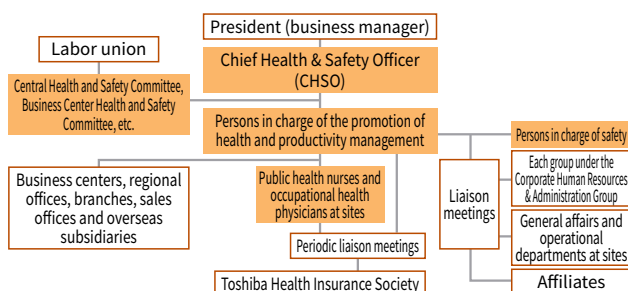 President (business manager)
Labor union
Chief Health & Safety Officer
(CHSO)
Central Health and Safety Committee,
Business Center Health and Safety
Committee, etc.
Persons in charge of the promotion of
health and productivity management
Persons in charge of safety
Business centers, regional
offices, branches, sales
offices and overseas
subsidiaries
Public health nurses and
occupational health
physicians at sites
Liaison
meetings
Each group under the
Corporate Human Resources
& Administration Group
General affairs and
operational
departments at sites
Periodic liaison meetings
Toshiba Health Insurance Society
Affiliates